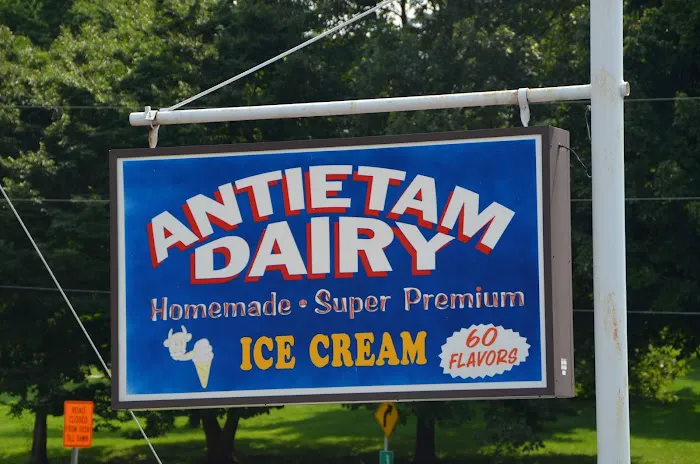 ANTIETAM
DAIRY
Homemade • Super Premium
ICE CREAM
60
FLAVORS